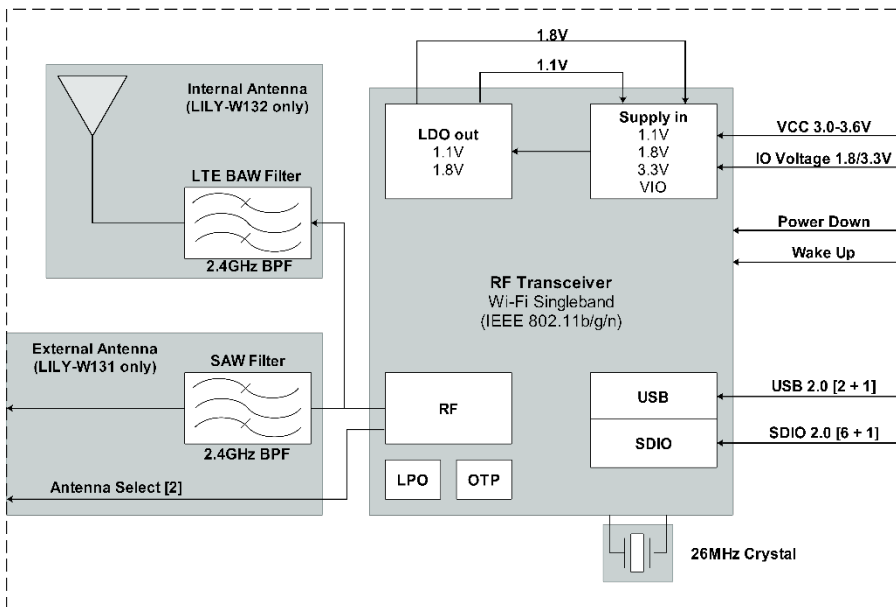 1.8V
1.1V
Internal Antenna
(LILY-W132 only)
LTE BAW Filter
2.4GHz BPF
LDO out
1.1V
1.8V
Supply in
1.1V
1.8V
3.3V
VIO
VCC 3.0-3.6V
IO Voltage 1.8/3.3V
Power Down
Wake Up
RF Transceiver
Wi-Fi Singleband
(IEEE 802.11b/g/n)
External Antenna
(LILY-W131 only)
SAW Filter
2.4GHz BPF
Antenna Select [2]
RF
LPO
OTP
USB
SDIO
USB 2.0 [2 + 1]
SDIO 2.0 [6 + 1]
26MHz Crystal